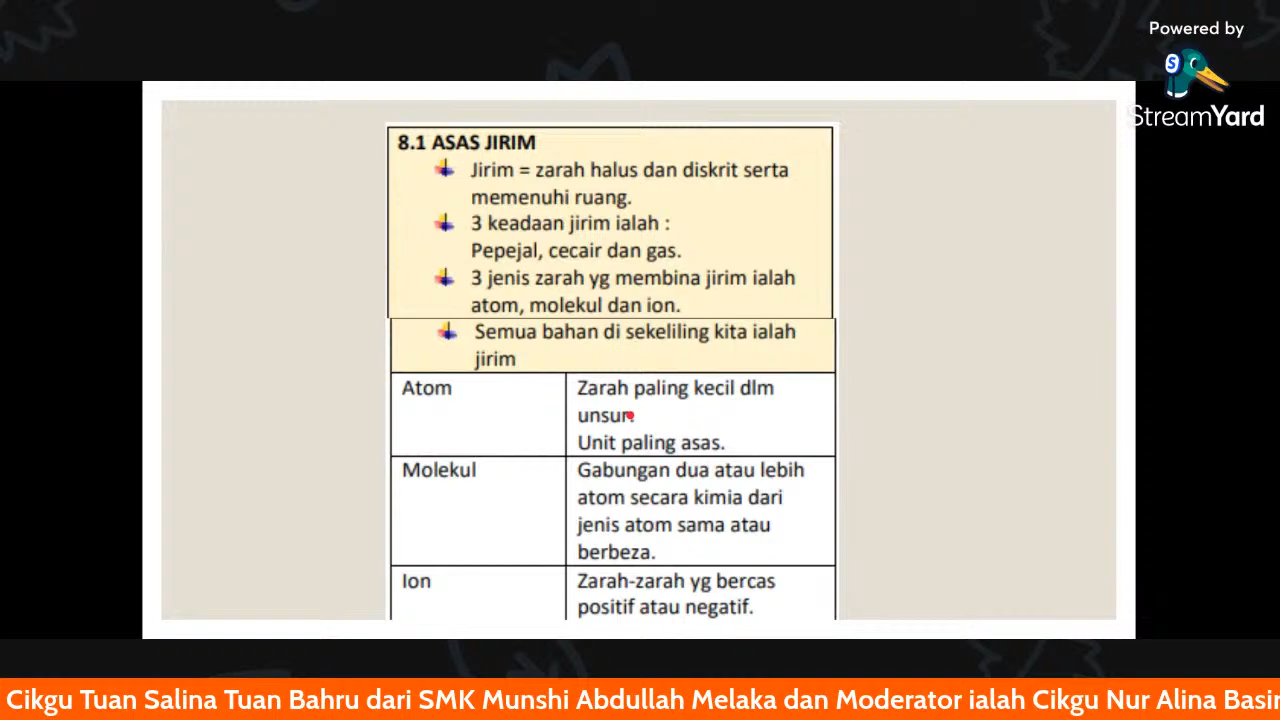 Powered by
StreamYard
8.1 ASAS JIRIM
Jirim = zarah halus dan diskrit serta
memenuhi ruang.
3 keadaan jirim ialah :
Pepejal, cecair dan gas.
3 jenis zarah yg membina jirim ialah
atom, molekul dan ion.
Semua bahan di sekeliling kita ialah
jirim
Atom
Zarah paling kecil dlm
unsur.
Unit paling asas.
Molekul
Gabungan dua atau lebih
atom secara kimia dari
jenis atom sama atau
berbeza.
Ion
Zarah-zarah yg bercas
positif atau negatif.
Cikgu Tuan Salina Tuan Bahru dari SMK Munshi Abdullah Melaka dan Moderator ialah Cikgu Nur Alina Basir